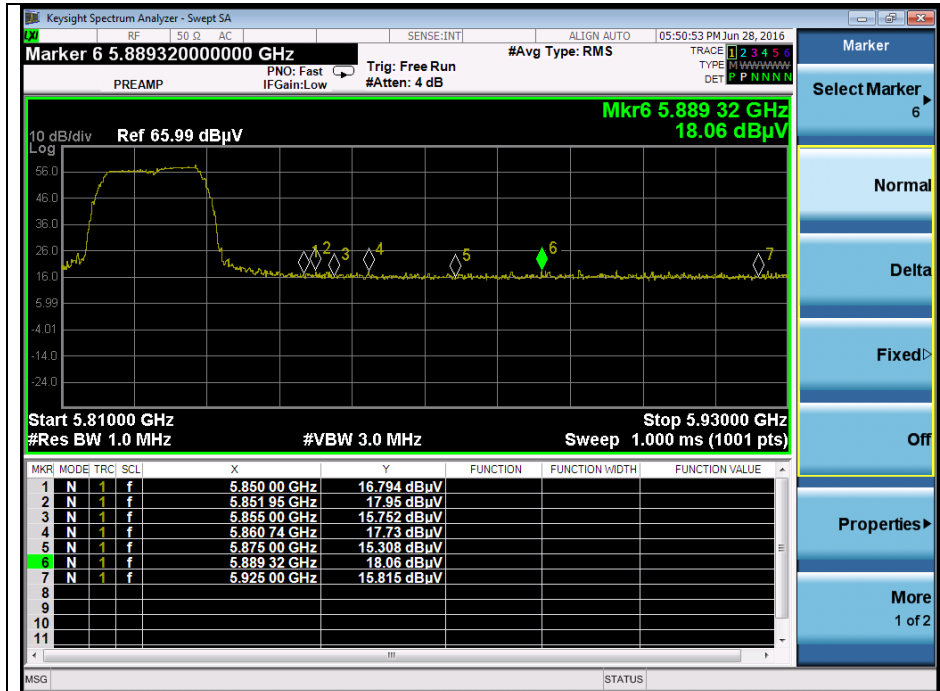 Keysight Spectrum Analyzer - Swept SA
LXI RF 50 Ω AC SENSE:INT ALIGN AUTO 05:50:53 PM Jun 28, 2016
Marker 6 5.889320000000 GHz
#Avg Type: RMS
TRACE 1 2 3 4 5 6
PNO: Fast Trig: Free Run
TYPE M WWWWW
PREAMP IFGain:Low #Atten: 4 dB
DET P P N N N N
Mkr6 5.889 32 GHz
18.06 dBµV
10 dB/div Ref 65.99 dBµV
Log
56.0
46.0
36.0
26.0
16.0
5.99
-4.01
-14.0
-24.0
1 2 3 4 5 6 7
Start 5.81000 GHz Stop 5.93000 GHz
#Res BW 1.0 MHz #VBW 3.0 MHz Sweep 1.000 ms (1001 pts)
MKR MODE TRC SCL X Y FUNCTION FUNCTION WIDTH FUNCTION VALUE
1 N 1 f 5.850 00 GHz 16.794 dBµV
2 N 1 f 5.851 95 GHz 17.95 dBµV
3 N 1 f 5.855 00 GHz 15.752 dBµV
4 N 1 f 5.860 74 GHz 17.73 dBµV
5 N 1 f 5.875 00 GHz 15.308 dBµV
6 N 1 f 5.889 32 GHz 18.06 dBµV
7 N 1 f 5.925 00 GHz 15.815 dBµV
8
9
10
11
MSG STATUS
Marker
Select Marker
6
Normal
Delta
Fixed
Off
Properties
More
1 of 2